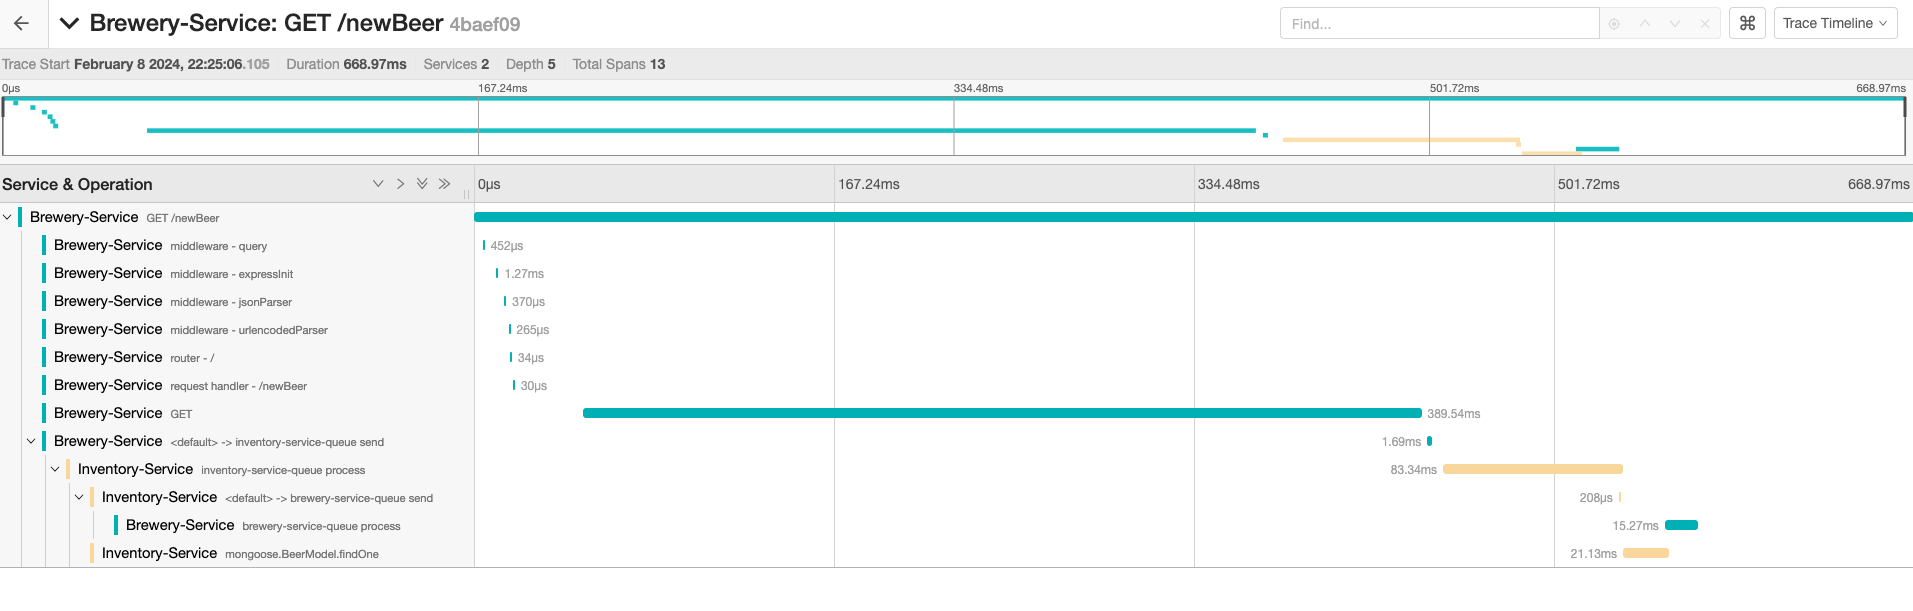 Brewery-Service: GET /newBeer 4baef09
Find...
⌘
Trace Timeline
Trace Start February 8 2024, 22:25:06.105 Duration 668.97ms Services 2 Depth 5 Total Spans 13
0μs 167.24ms 334.48ms 501.72ms 668.97ms
Service & Operation 0μs 167.24ms 334.48ms 501.72ms 668.97ms
Brewery-Service GET /newBeer
Brewery-Service middleware - query 452μs
Brewery-Service middleware - expressInit 1.27ms
Brewery-Service middleware - jsonParser 370μs
Brewery-Service middleware - urlencodedParser 265μs
Brewery-Service router - / 34μs
Brewery-Service request handler - /newBeer 30μs
Brewery-Service GET 389.54ms
Brewery-Service <default> -> inventory-service-queue send 1.69ms
Inventory-Service inventory-service-queue process 83.34ms
Inventory-Service <default> -> brewery-service-queue send 208μs
Brewery-Service brewery-service-queue process 15.27ms
Inventory-Service mongoose.BeerModel.findOne 21.13ms